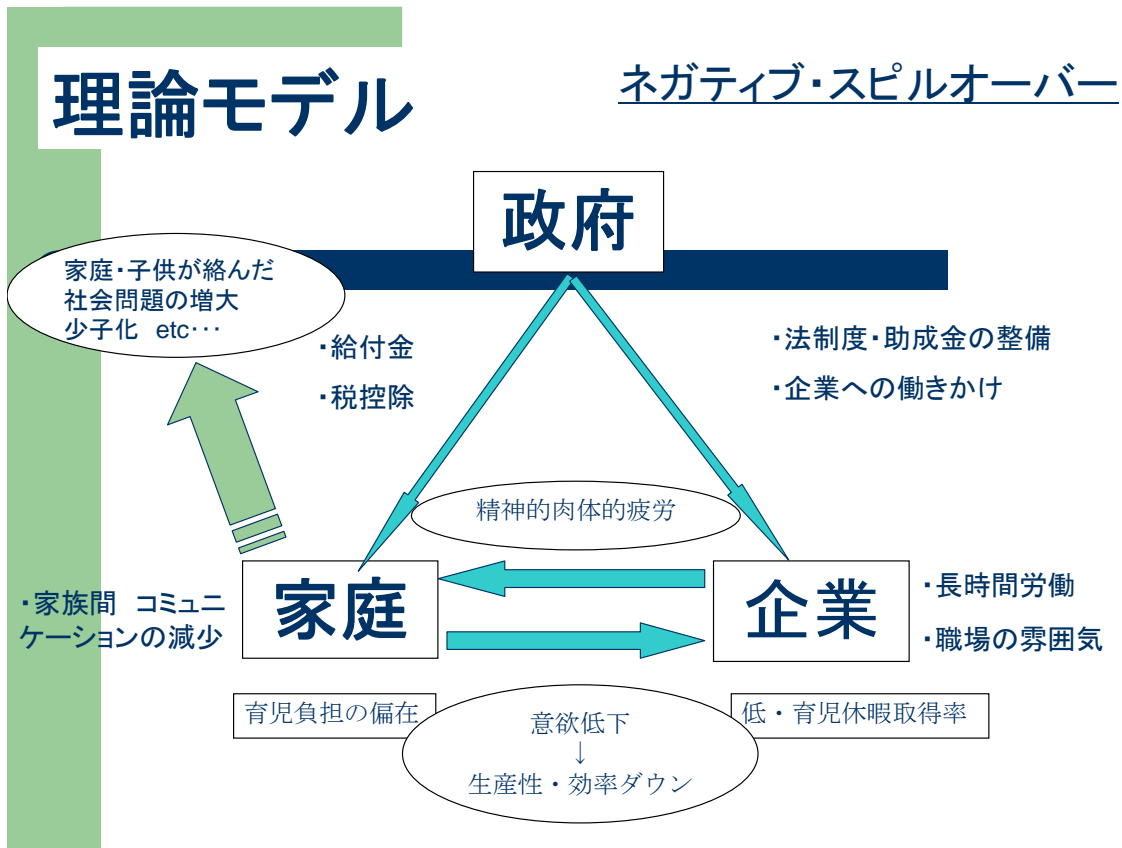 理論モデル
ネガティブ・スピルオーバー
政府
家庭・子供が絡んだ
社会問題の増大
少子化 etc・・・
・給付金
・税控除
・法制度・助成金の整備
・企業への働きかけ
精神的肉体的疲労
家庭
企業
・家族間 コミュニ
ケーションの減少
・長時間労働
・職場の雰囲気
育児負担の偏在
低・育児休暇取得率
意欲低下
↓
生産性・効率ダウン